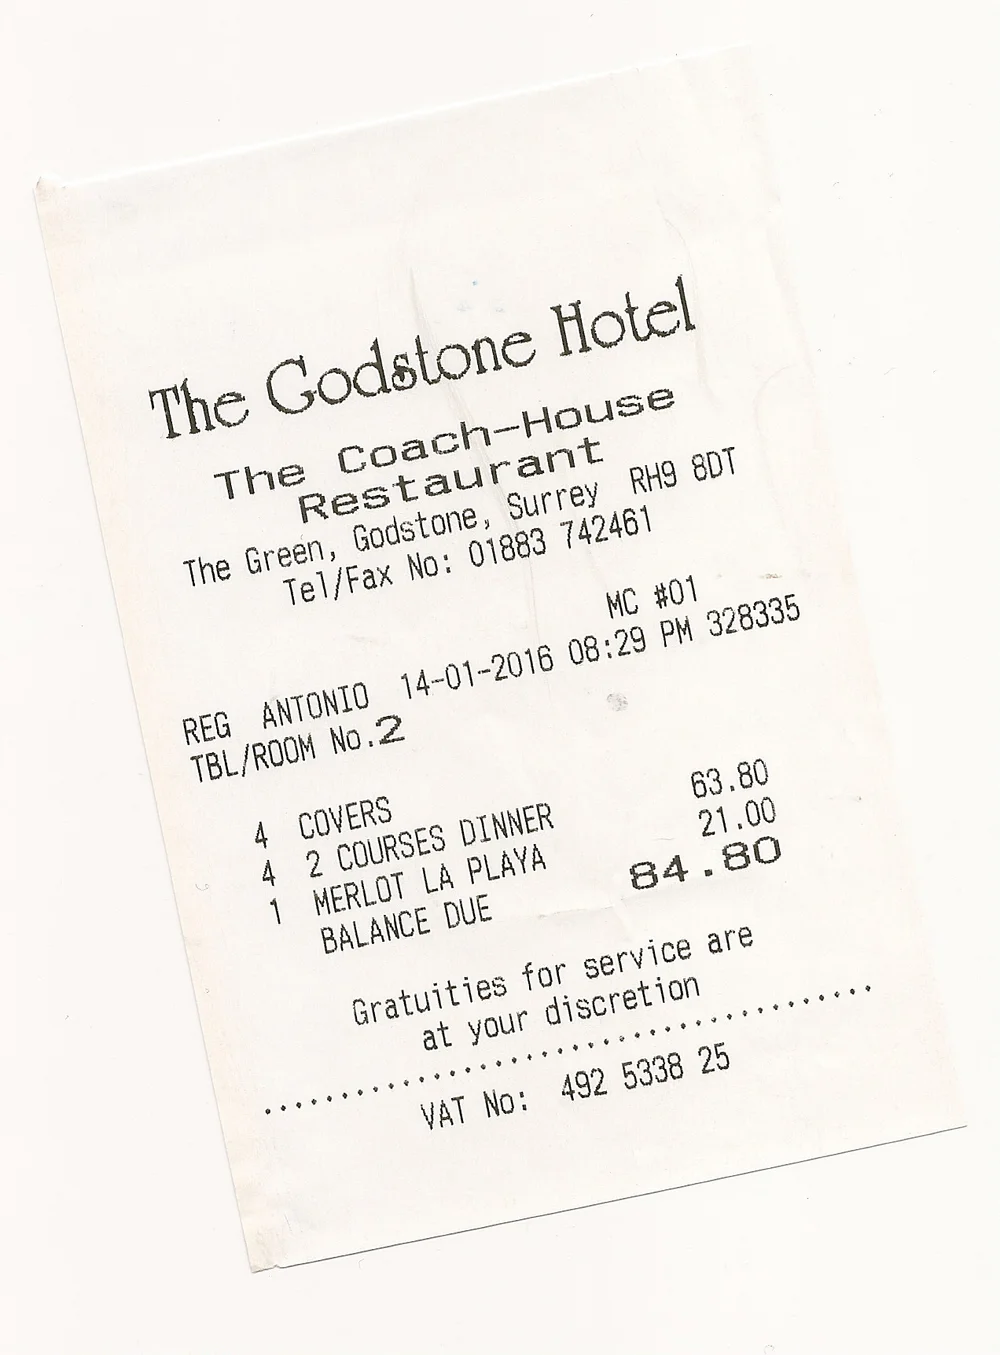 The Godstone Hotel
The Coach-House
Restaurant
The Green, Godstone, Surrey RH9 8DT
Tel/Fax No: 01883 742461
MC #01
REG ANTONIO 14-01-2016 08:29 PM 328335
TBL/ROOM No.2
4 COVERS
4 2 COURSES DINNER 63.80
1 MERLOT LA PLAYA 21.00
BALANCE DUE 84.80
Gratuities for service are
at your discretion
VAT No: 492 5338 25